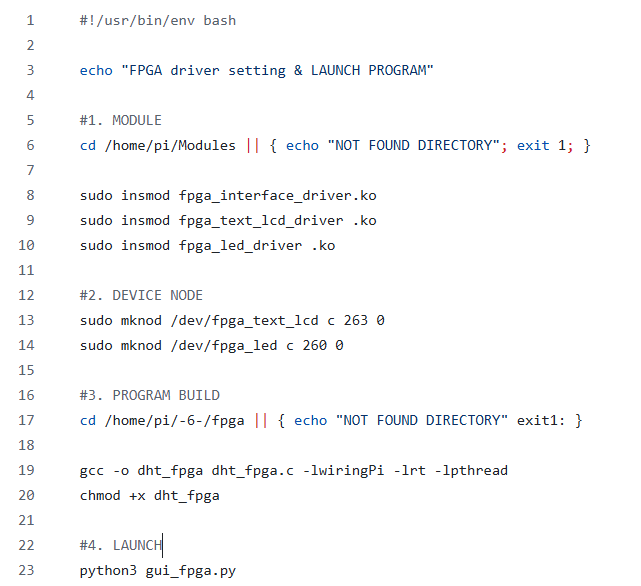 1 #!/usr/bin/env bash
2
3 echo "FPGA driver setting & LAUNCH PROGRAM"
4
5 #1. MODULE
6 cd /home/pi/Modules || { echo "NOT FOUND DIRECTORY"; exit 1; }
7
8 sudo insmod fpga_interface_driver.ko
9 sudo insmod fpga_text_lcd_driver .ko
10 sudo insmod fpga_led_driver .ko
11
12 #2. DEVICE NODE
13 sudo mknod /dev/fpga_text_lcd c 263 0
14 sudo mknod /dev/fpga_led c 260 0
15
16 #3. PROGRAM BUILD
17 cd /home/pi/-6-/fpga || { echo "NOT FOUND DIRECTORY" exit1: }
18
19 gcc -o dht_fpga dht_fpga.c -lwiringPi -lrt -lpthread
20 chmod +x dht_fpga
21
22 #4. LAUNCH
23 python3 gui_fpga.py